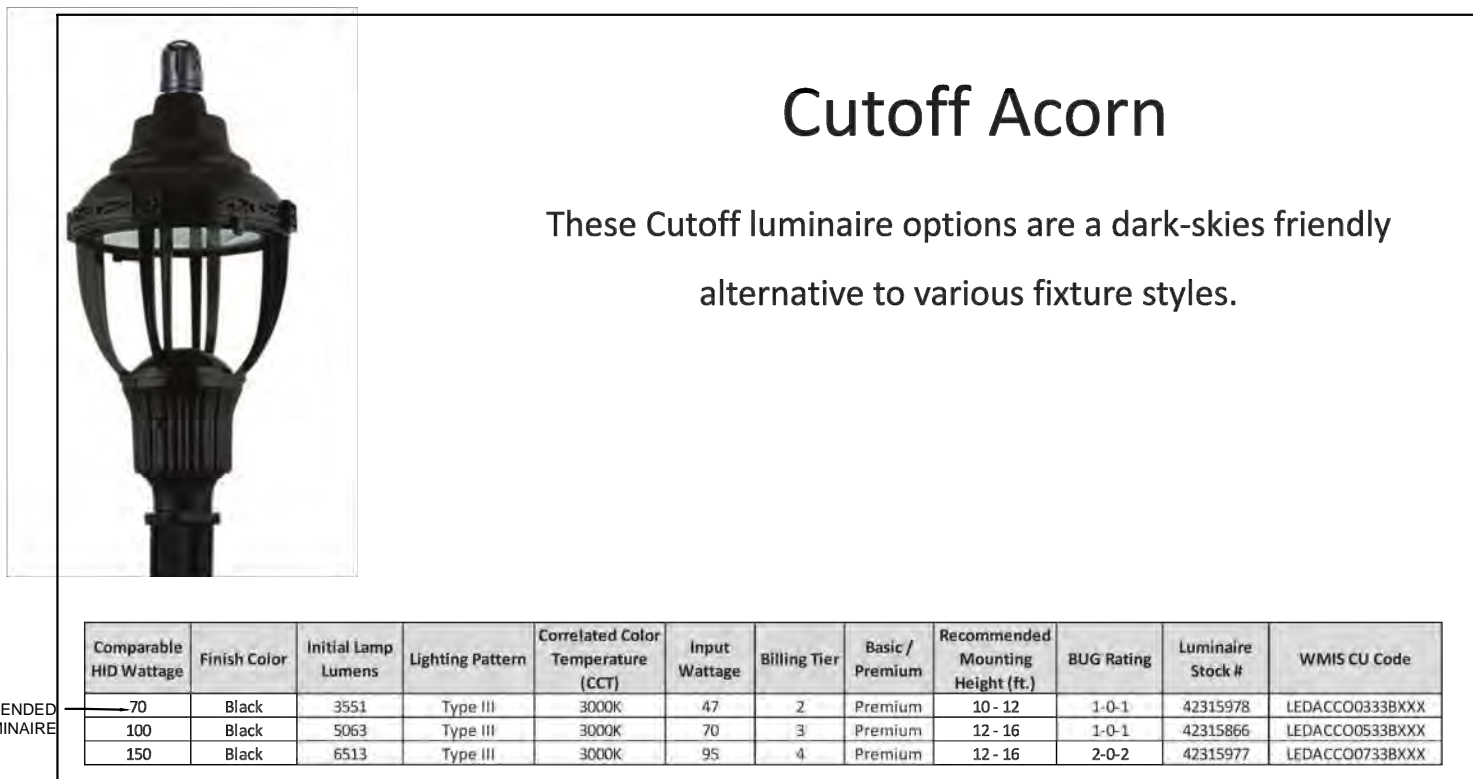 Cutoff Acorn
These Cutoff luminaire options are a dark-skies friendly
alternative to various fixture styles.
Comparable HID Wattage Finish Color Initial Lamp Lumens Lighting Pattern Correlated Color Temperature (CCT) Input Wattage Billing Tier Basic / Premium Recommended Mounting Height (ft.) BUG Rating Luminaire Stock # WMIS CU Code
70 Black 3551 Type III 3000K 47 2 Premium 10 - 12 1-0-1 42315978 LEDACCO0333BXXX
100 Black 5063 Type III 3000K 70 3 Premium 12 - 16 1-0-1 42315866 LEDACCO0533BXXX
150 Black 6513 Type III 3000K 95 4 Premium 12 - 16 2-0-2 42315977 LEDACCO0733BXXX